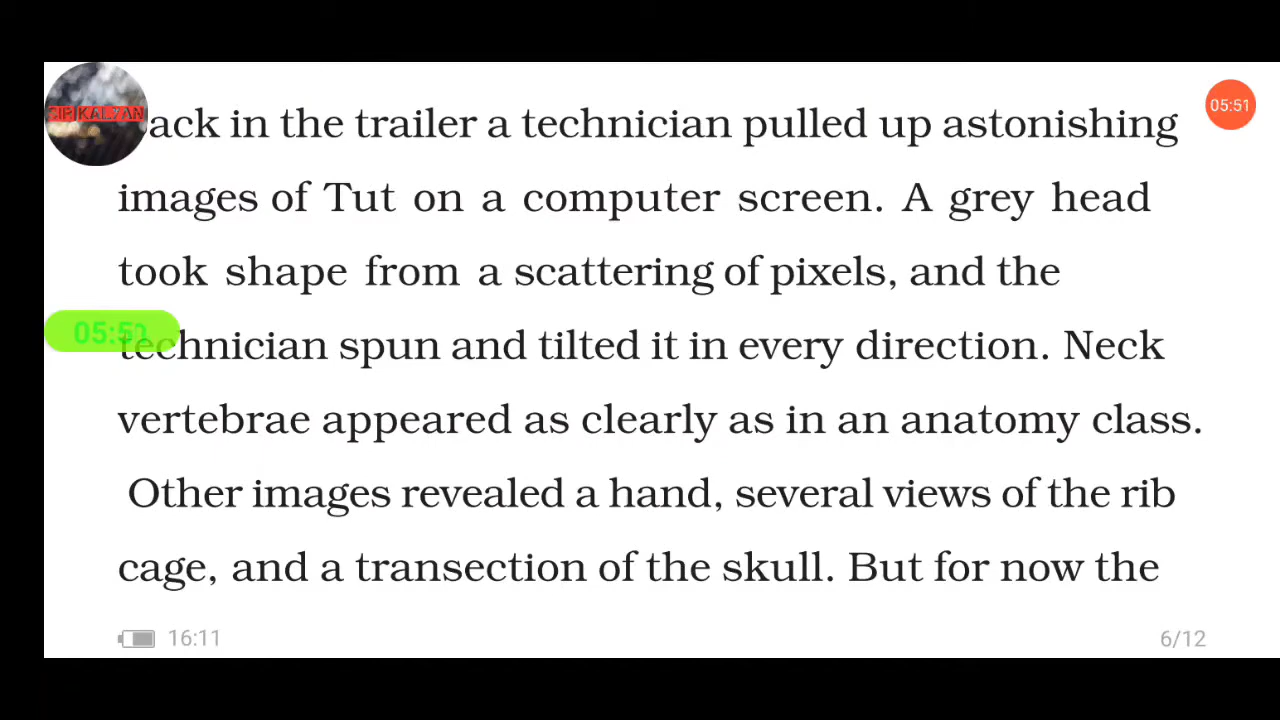 ack in the trailer a technician pulled up astonishing
05:51
images of Tut on a computer screen. A grey head
took shape from a scattering of pixels, and the
technician spun and tilted it in every direction. Neck
vertebrae appeared as clearly as in an anatomy class.
Other images revealed a hand, several views of the rib
cage, and a transection of the skull. But for now the
16:11
6/12